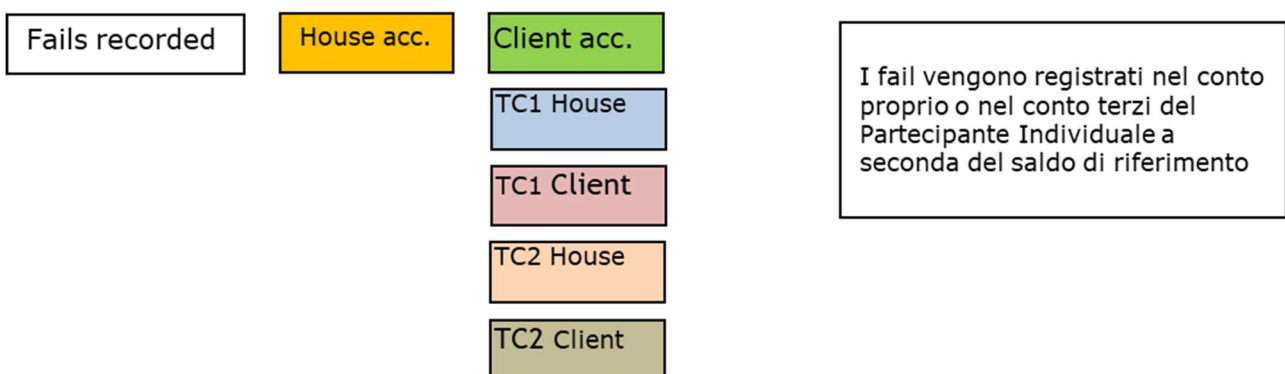 Fails recorded
House acc.
Client acc.
TC1 House
TC1 Client
TC2 House
TC2 Client
I fail vengono registrati nel conto
proprio o nel conto terzi del
Partecipante Individuale a
seconda del saldo di riferimento